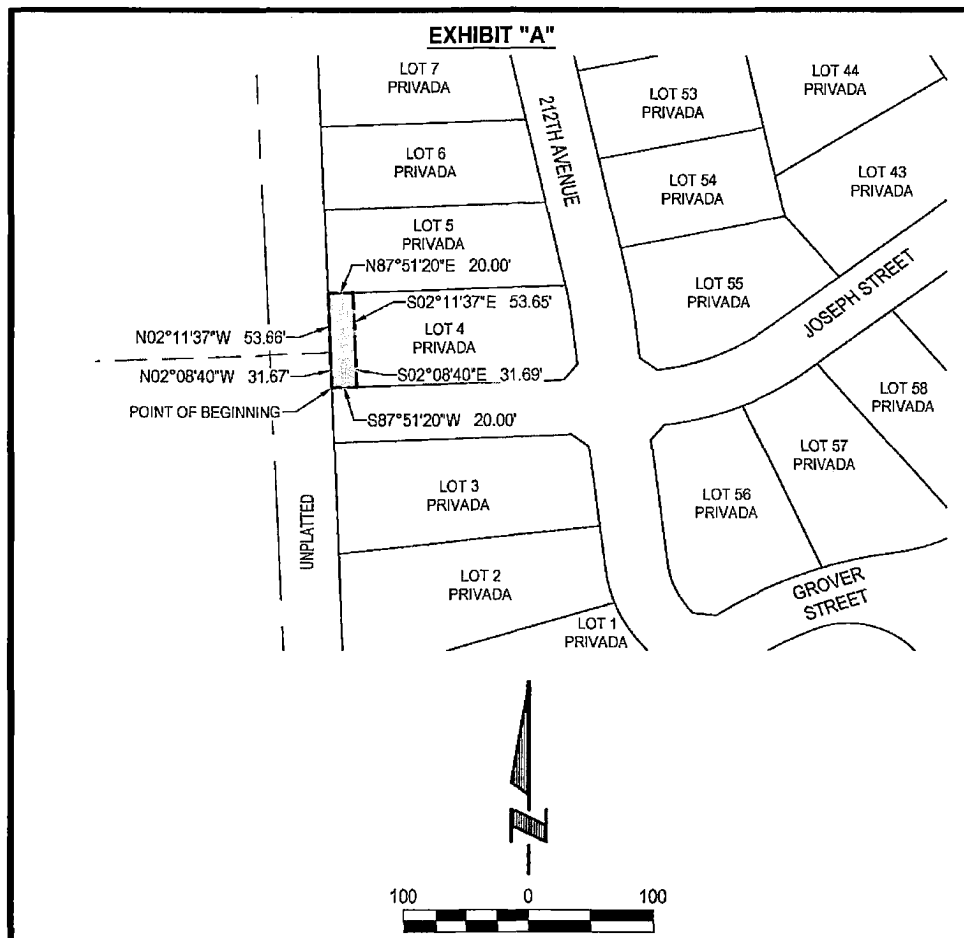 EXHIBIT "A"
LOT 7
PRIVADA
212TH AVENUE
LOT 53
PRIVADA
LOT 44
PRIVADA
LOT 6
PRIVADA
LOT 54
PRIVADA
LOT 43
PRIVADA
LOT 5
PRIVADA
N87°51'20"E 20.00'
S02°11'37"E 53.65'
LOT 55
PRIVADA
JOSEPH STREET
N02°11'37"W 53.66'
LOT 4
PRIVADA
N02°08'40"W 31.67'
S02°08'40"E 31.69'
POINT OF BEGINNING
S87°51'20"W 20.00'
LOT 58
PRIVADA
LOT 57
PRIVADA
LOT 3
PRIVADA
LOT 56
PRIVADA
UNPLATTED
LOT 2
PRIVADA
GROVER
STREET
LOT 1
PRIVADA
100 0 100